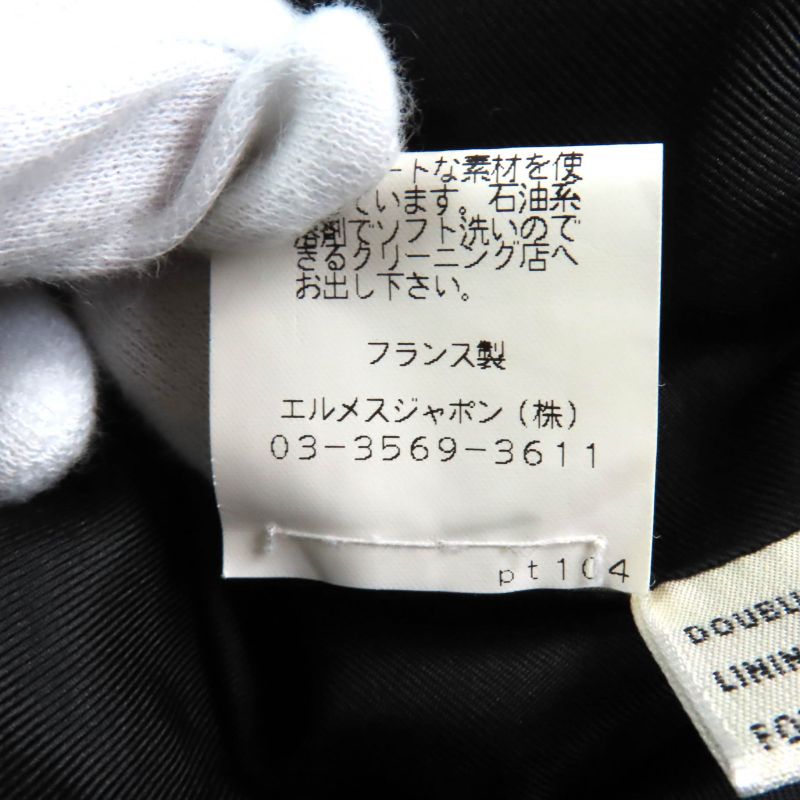 ートな素材を使
ています。石油系
溶剤でソフト洗いので
きるクリーニング店へ
お出し下さい。
フランス製
エルメスジャポン(株)
03-3569-3611
pt104
DOUBLU
LININ
FO